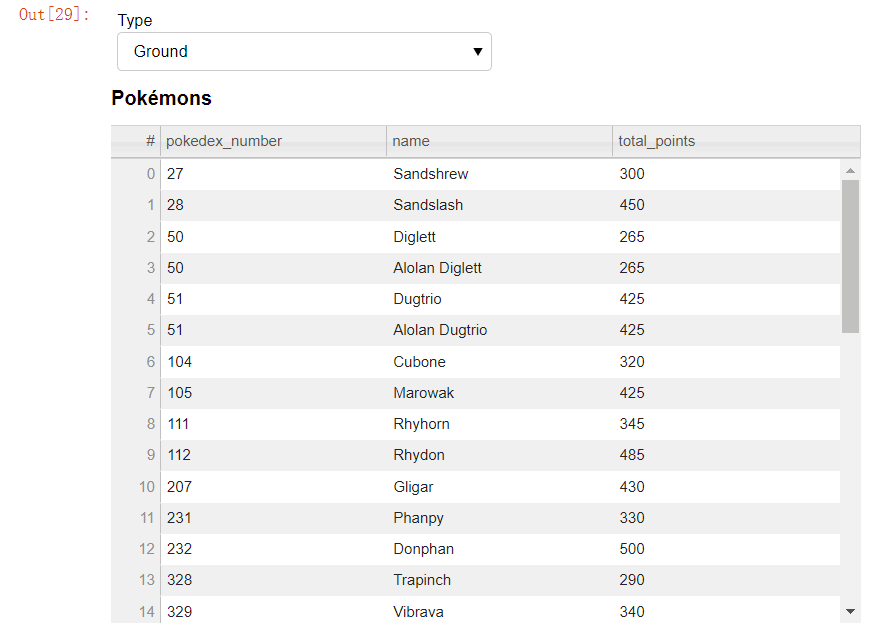 Out[29]:
Type
Ground
Pokémons
# pokedex_number name total_points
0 27 Sandshrew 300
1 28 Sandslash 450
2 50 Diglett 265
3 50 Alolan Diglett 265
4 51 Dugtrio 425
5 51 Alolan Dugtrio 425
6 104 Cubone 320
7 105 Marowak 425
8 111 Rhyhorn 345
9 112 Rhydon 485
10 207 Gligar 430
11 231 Phanpy 330
12 232 Donphan 500
13 328 Trapinch 290
14 329 Vibrava 340